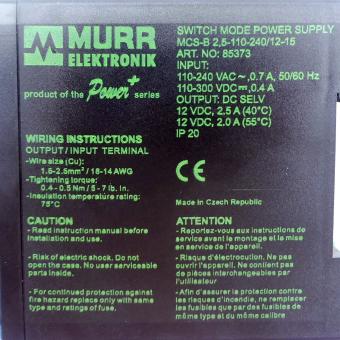 MURR
ELEKTRONIK
product of the Power+ series
SWITCH MODE POWER SUPPLY
MCS-B 2,5-110-240/12-15
ART. NO: 85373
INPUT:
110-240 VAC ~, 0.7 A, 50/60 Hz
110-300 VDC ⎓, 0.4 A
OUTPUT: DC SELV
12 VDC, 2.5 A (40°C)
12 VDC, 2.0 A (55°C)
IP 20
CE
Made in Czech Republic
WIRING INSTRUCTIONS
OUTPUT / INPUT TERMINAL
-Wire size (Cu):
1.5-2.5mm² / 16-14 AWG
-Tightening torque:
0.4 - 0.5 Nm / 5 - 7 lb. in.
-Insulation temperature rating:
75°C
CAUTION
- Read instruction manual before
installation and use.
- Risk of electric shock. Do not
open the case. No user serviceable
parts inside.
- For continued protection against
fire hazard replace only with same
type and ratings of fuse.
ATTENTION
- Reportez-vous aux instructions de
service avant le montage et la mise
en service de l'appareil.
- Risque d'électrocution. Ne pas
ouvrir l'appareil. Ne contient pas
de pièces interchangeables par
l'utilisateur
- Afin d'assurer la protection contre
les risques d'incendie, ne remplacer
les fusibles que par des fusibles de
même type et du même calibre